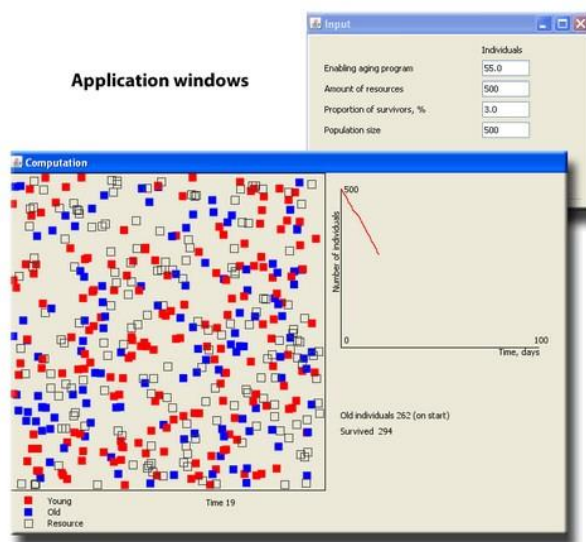 Input
Individuals
Enabling aging program 55.0
Amount of resources 500
Proportion of survivors, % 3.0
Population size 500
Application windows
Computation
500
Number of individuals
0 100
Time, days
Old individuals 262 (on start)
Survived 294
Young
Old
Resource
Time 19